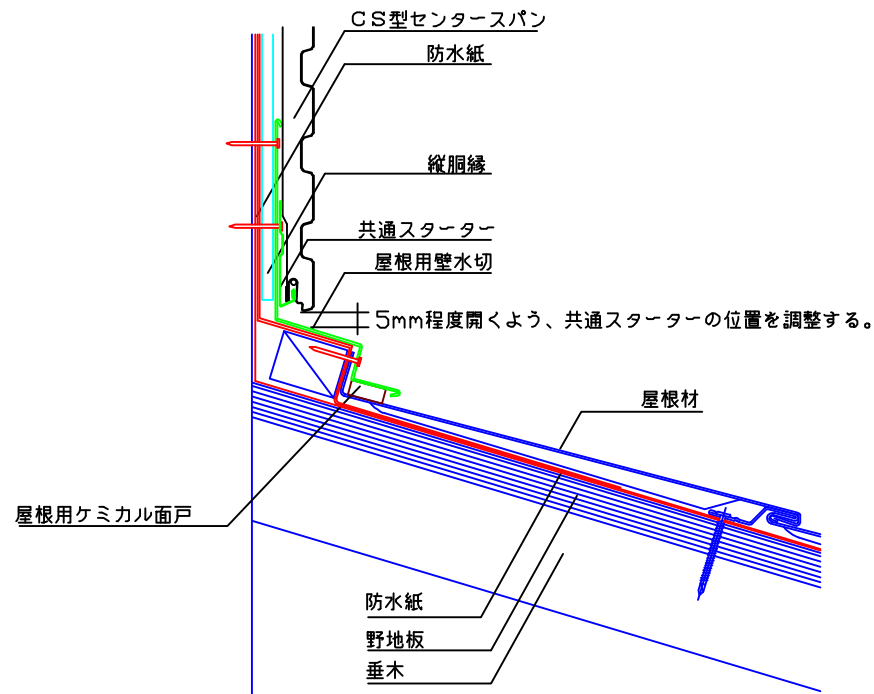 ＣＳ型センタースパン
防水紙
縦胴縁
共通スターター
屋根用壁水切
5mm程度開くよう、共通スターターの位置を調整する。
屋根材
屋根用ケミカル面戸
防水紙
野地板
垂木